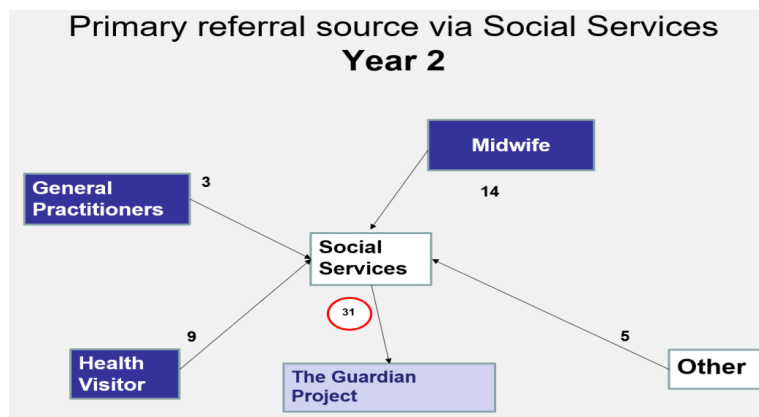 Primary referral source via Social Services
Year 2
Midwife
14
General
Practitioners
3
Social
Services
31
9
Health
Visitor
The Guardian
Project
5
Other